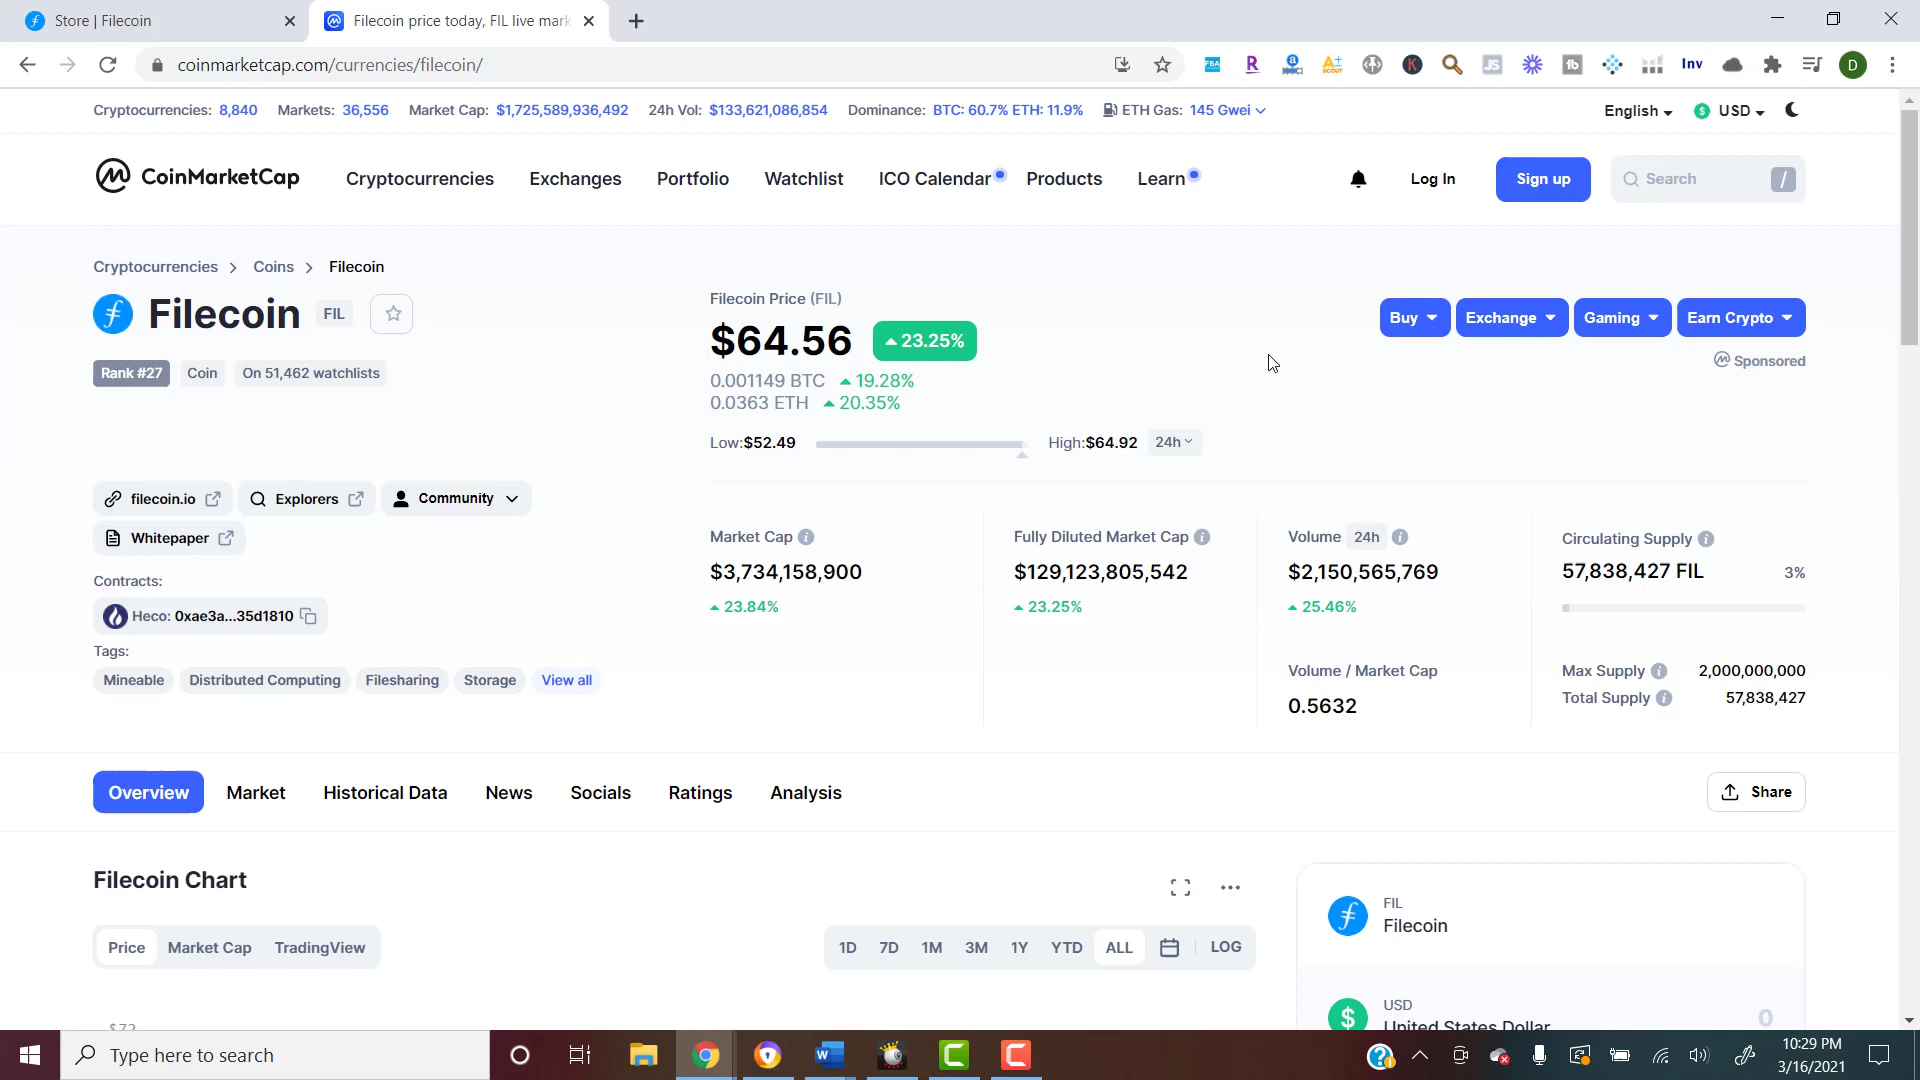 Store | Filecoin
Filecoin price today, FIL live mark
coinmarketcap.com/currencies/filecoin/
FBA
R
JS
Inv
D
Cryptocurrencies: 8,840 Markets: 36,556 Market Cap: $1,725,589,936,492 24h Vol: $133,621,086,854 Dominance: BTC: 60.7% ETH: 11.9% ETH Gas: 145 Gwei
English
$ USD
CoinMarketCap
Cryptocurrencies Exchanges Portfolio Watchlist ICO Calendar Products Learn
Log In
Sign up
Search /
Cryptocurrencies > Coins > Filecoin
Filecoin FIL
Rank #27 Coin On 51,462 watchlists
Filecoin Price (FIL)
$64.56 23.25%
0.001149 BTC 19.28%
0.0363 ETH 20.35%
Low:$52.49 High:$64.92 24h
Buy Exchange Gaming Earn Crypto
Sponsored
filecoin.io Explorers Community
Whitepaper
Contracts:
Heco: 0xae3a...35d1810
Tags:
Mineable Distributed Computing Filesharing Storage View all
Market Cap
$3,734,158,900
23.84%
Fully Diluted Market Cap
$129,123,805,542
23.25%
Volume 24h
$2,150,565,769
25.46%
Volume / Market Cap
0.5632
Circulating Supply
57,838,427 FIL 3%
Max Supply 2,000,000,000
Total Supply 57,838,427
Overview Market Historical Data News Socials Ratings Analysis
Share
Filecoin Chart
Price Market Cap TradingView
1D 7D 1M 3M 1Y YTD ALL LOG
$72
FIL
Filecoin
USD
United States Dollar
0
Type here to search
10:29 PM
3/16/2021